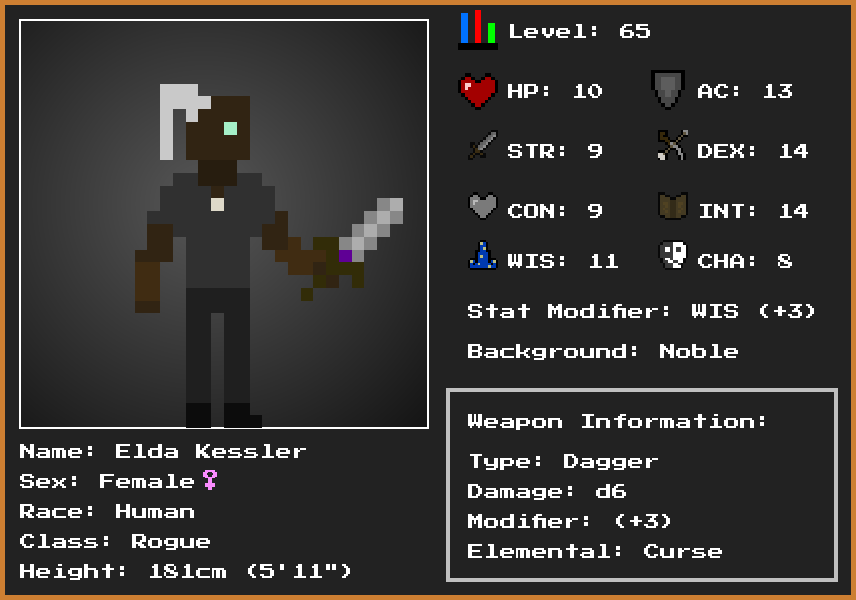 Level: 65
HP: 10
AC: 13
STR: 9
DEX: 14
CON: 9
INT: 14
WIS: 11
CHA: 8
Stat Modifier: WIS (+3)
Background: Noble
Weapon Information:
Type: Dagger
Damage: d6
Modifier: (+3)
Elemental: Curse
Name: Elda Kessler
Sex: Female♀
Race: Human
Class: Rogue
Height: 181cm (5'11")